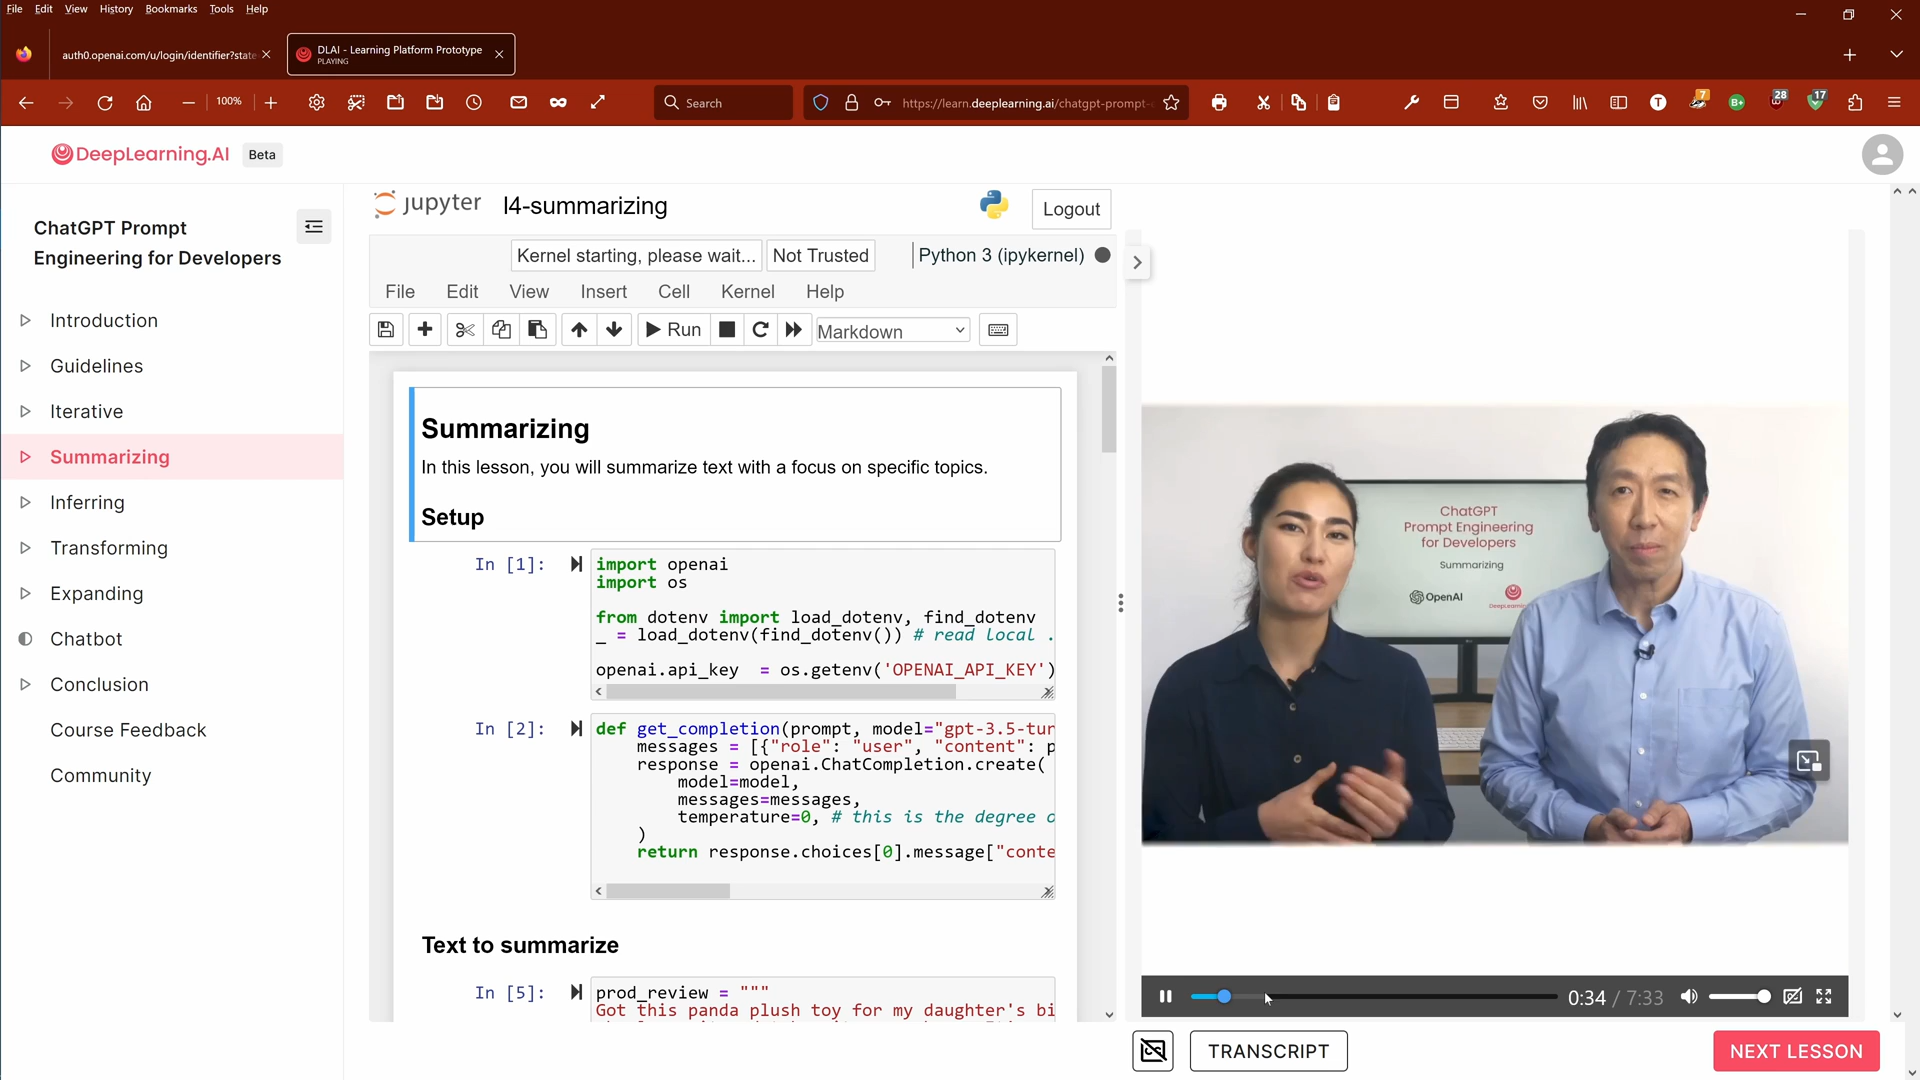 File Edit View History Bookmarks Tools Help
auth0.openai.com/u/login/identifier?state
DLAI - Learning Platform Prototype
PLAYING
100%
Search
https://learn.deeplearning.ai/chatgpt-prompt-
7
28
17
DeepLearning.AI Beta
ChatGPT Prompt
Engineering for Developers
Introduction
Guidelines
Iterative
Summarizing
Inferring
Transforming
Expanding
Chatbot
Conclusion
Course Feedback
Community
jupyter l4-summarizing
Logout
Kernel starting, please wait... Not Trusted Python 3 (ipykernel)
File Edit View Insert Cell Kernel Help
Run Markdown
Summarizing
In this lesson, you will summarize text with a focus on specific topics.
Setup
In [1]:
import openai
import os
from dotenv import load_dotenv, find_dotenv
_ = load_dotenv(find_dotenv()) # read local .
openai.api_key  = os.getenv('OPENAI_API_KEY')
In [2]:
def get_completion(prompt, model="gpt-3.5-tur
messages = [{"role": "user", "content": p
response = openai.ChatCompletion.create(
model=model,
messages=messages,
temperature=0, # this is the degree o
)
return response.choices[0].message["conte
Text to summarize
In [5]:
prod_review = """
Got this panda plush toy for my daughter's bi
ChatGPT
Prompt Engineering
for Developers
Summarizing
OpenAI
0:34 / 7:33
TRANSCRIPT
NEXT LESSON